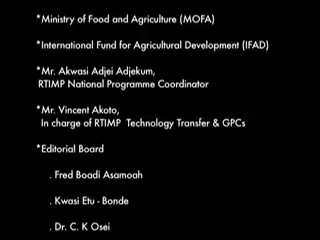 *Ministry of Food and Agriculture (MOFA)
*International Fund for Agricultural Development (IFAD)
*Mr. Akwasi Adjei Adjekum,
RTIMP National Programme Coordinator
*Mr. Vincent Akoto,
In charge of RTIMP Technology Transfer & GPCs
*Editorial Board
. Fred Boadi Asamoah
. Kwasi Etu - Bonde
. Dr. C. K Osei